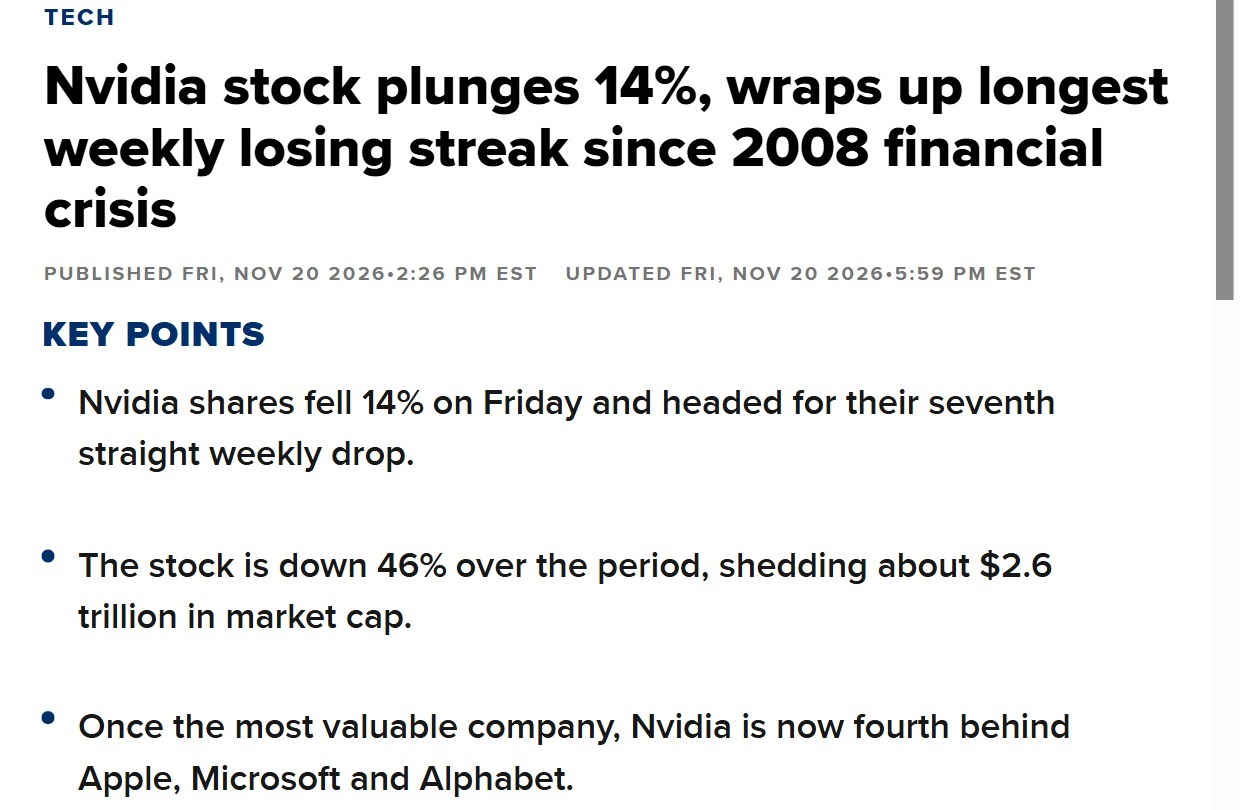 TECH
Nvidia stock plunges 14%, wraps up longest
weekly losing streak since 2008 financial
crisis
PUBLISHED FRI, NOV 20 2026•2:26 PM EST UPDATED FRI, NOV 20 2026•5:59 PM EST
KEY POINTS
• Nvidia shares fell 14% on Friday and headed for their seventh
straight weekly drop.
• The stock is down 46% over the period, shedding about $2.6
trillion in market cap.
• Once the most valuable company, Nvidia is now fourth behind
Apple, Microsoft and Alphabet.